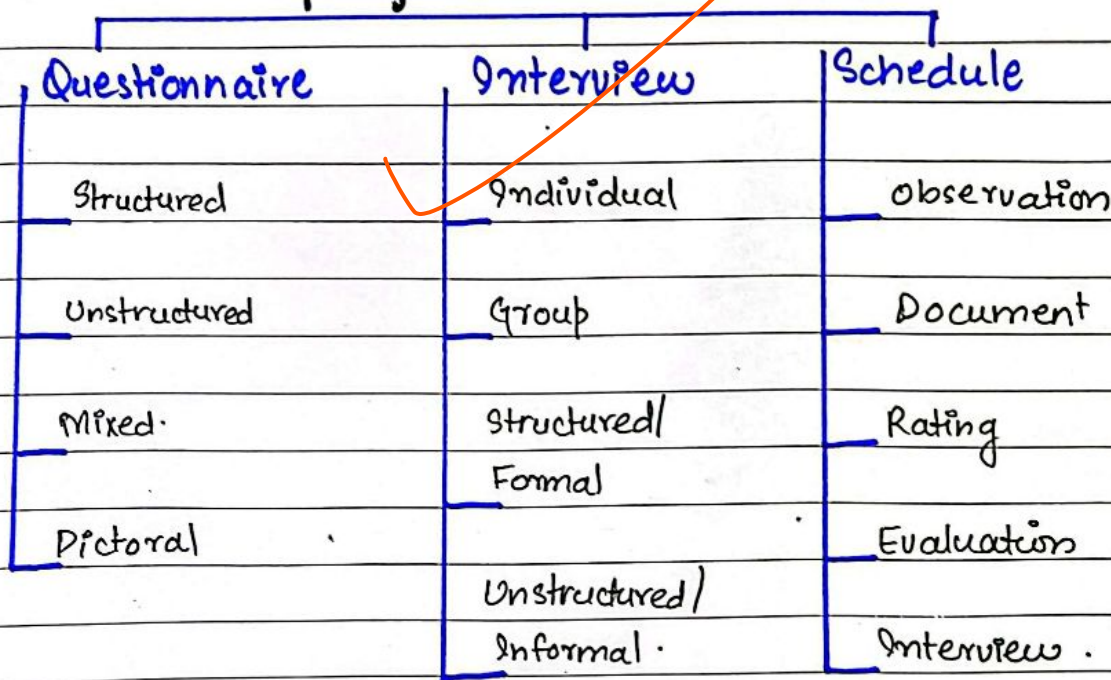 Questionnaire
Structured
Unstructured
Mixed.
Pictoral
Interview
Individual
Group
Structured/
Formal
Unstructured/
Informal.
Schedule
Observation
Document
Rating
Evaluation
Interview.